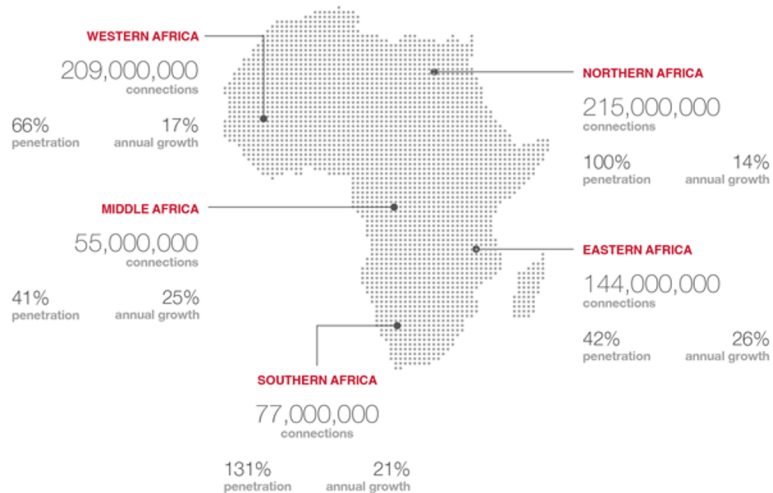 WESTERN AFRICA
209,000,000
connections
66% 17%
penetration annual growth
NORTHERN AFRICA
215,000,000
connections
100% 14%
penetration annual growth
MIDDLE AFRICA
55,000,000
connections
41% 25%
penetration annual growth
EASTERN AFRICA
144,000,000
connections
42% 26%
penetration annual growth
SOUTHERN AFRICA
77,000,000
connections
131% 21%
penetration annual growth